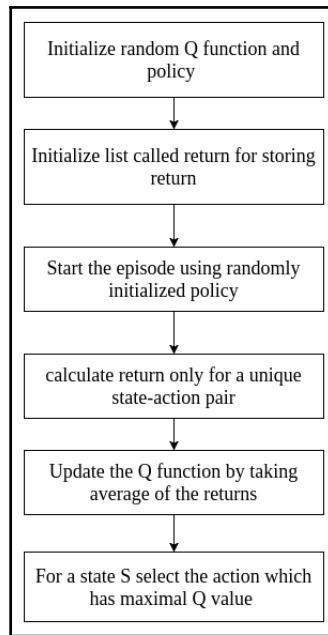 Initialize random Q function and
policy
Initialize list called return for storing
return
Start the episode using randomly
initialized policy
calculate return only for a unique
state-action pair
Update the Q function by taking
average of the returns
For a state S select the action which
has maximal Q value